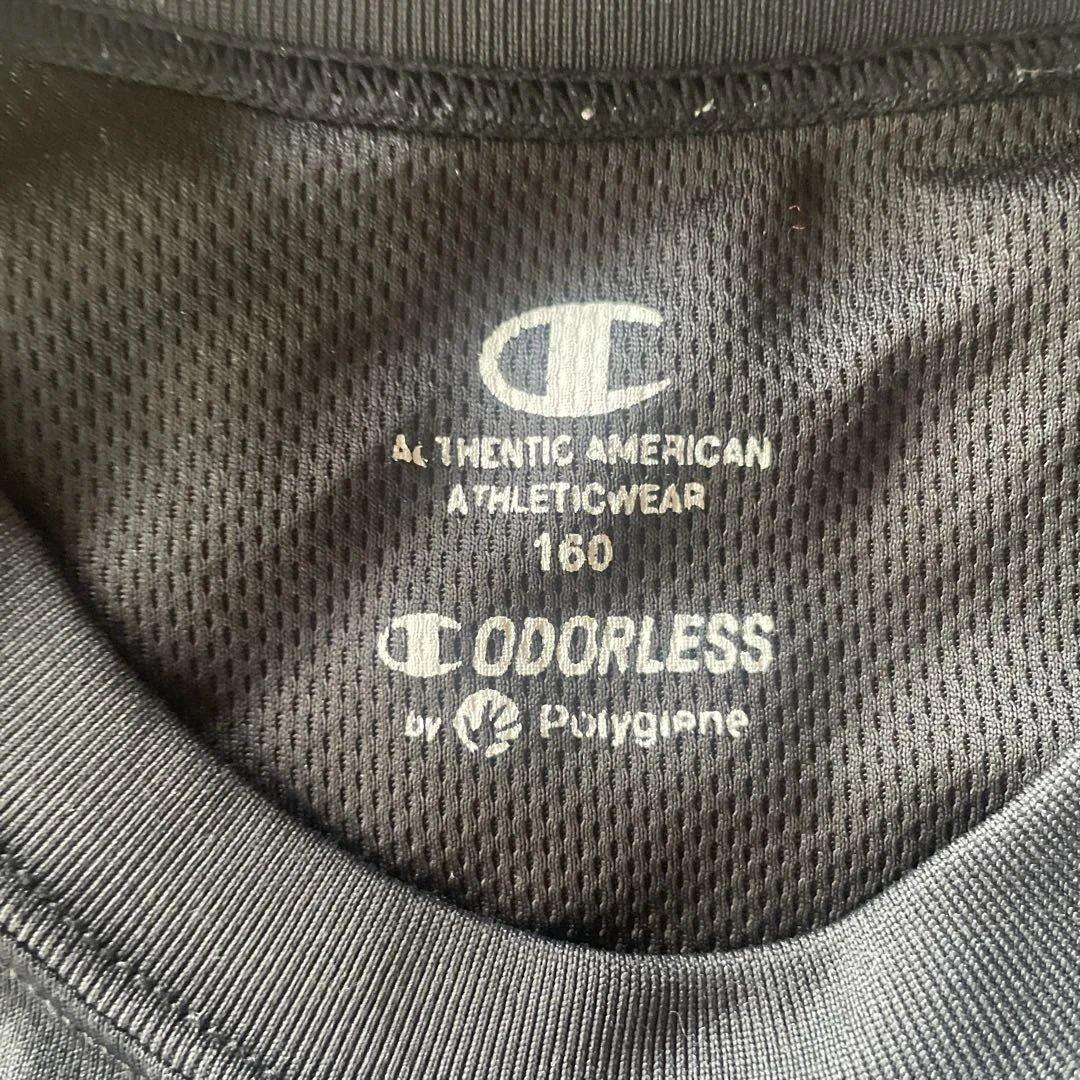 AUTHENTIC AMERICAN
ATHLETICWEAR
160
ODORLESS
by Polygiene